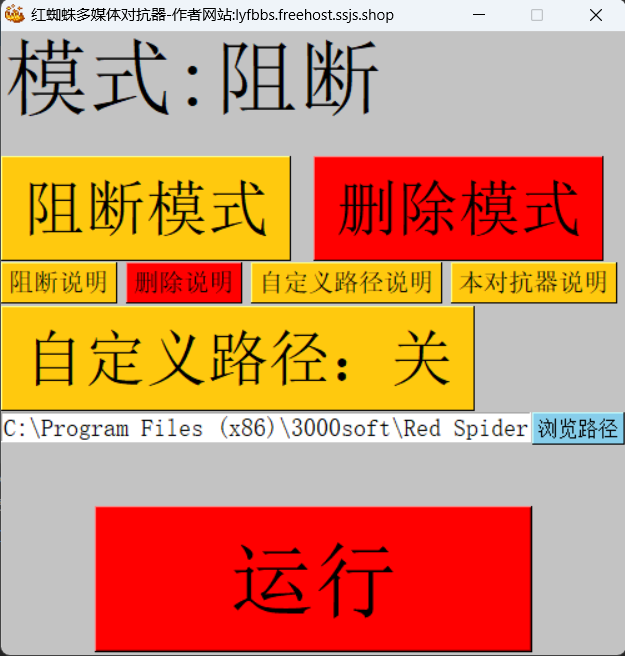 红蜘蛛多媒体对抗器-作者网站:lyfbbs.freehost.ssjs.shop
模式:阻断
阻断模式 删除模式
阻断说明 删除说明 自定义路径说明 本对抗器说明
自定义路径：关
C:\Program Files (x86)\3000soft\Red Spider 浏览路径
运行